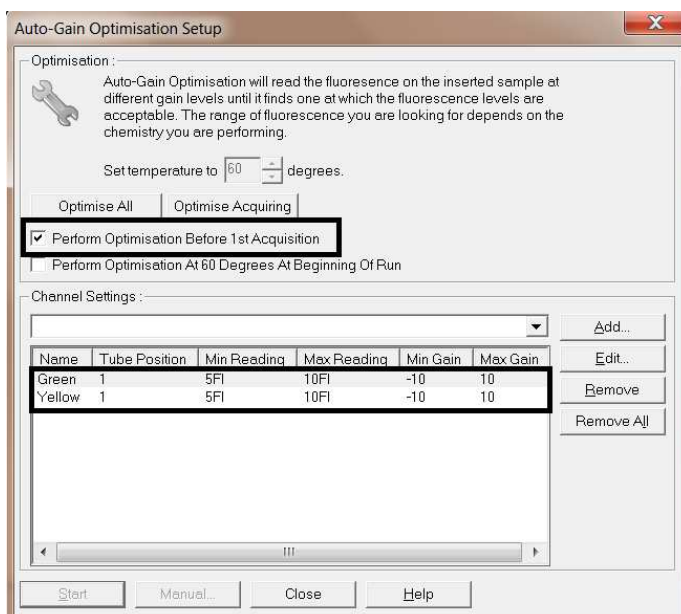 Auto-Gain Optimisation Setup
Optimisation :
Auto-Gain Optimisation will read the fluoresence on the inserted sample at
different gain levels until it finds one at which the fluorescence levels are
acceptable. The range of fluorescence you are looking for depends on the
chemistry you are performing.
Set temperature to 60 degrees.
Optimise All Optimise Acquiring
Perform Optimisation Before 1st Acquisition
Perform Optimisation At 60 Degrees At Beginning Of Run
Channel Settings :
Add...
Name Tube Position Min Reading Max Reading Min Gain Max Gain Edit...
Green 1 5Fl 10Fl -10 10
Yellow 1 5Fl 10Fl -10 10
Remove
Remove All
Start Manual... Close Help